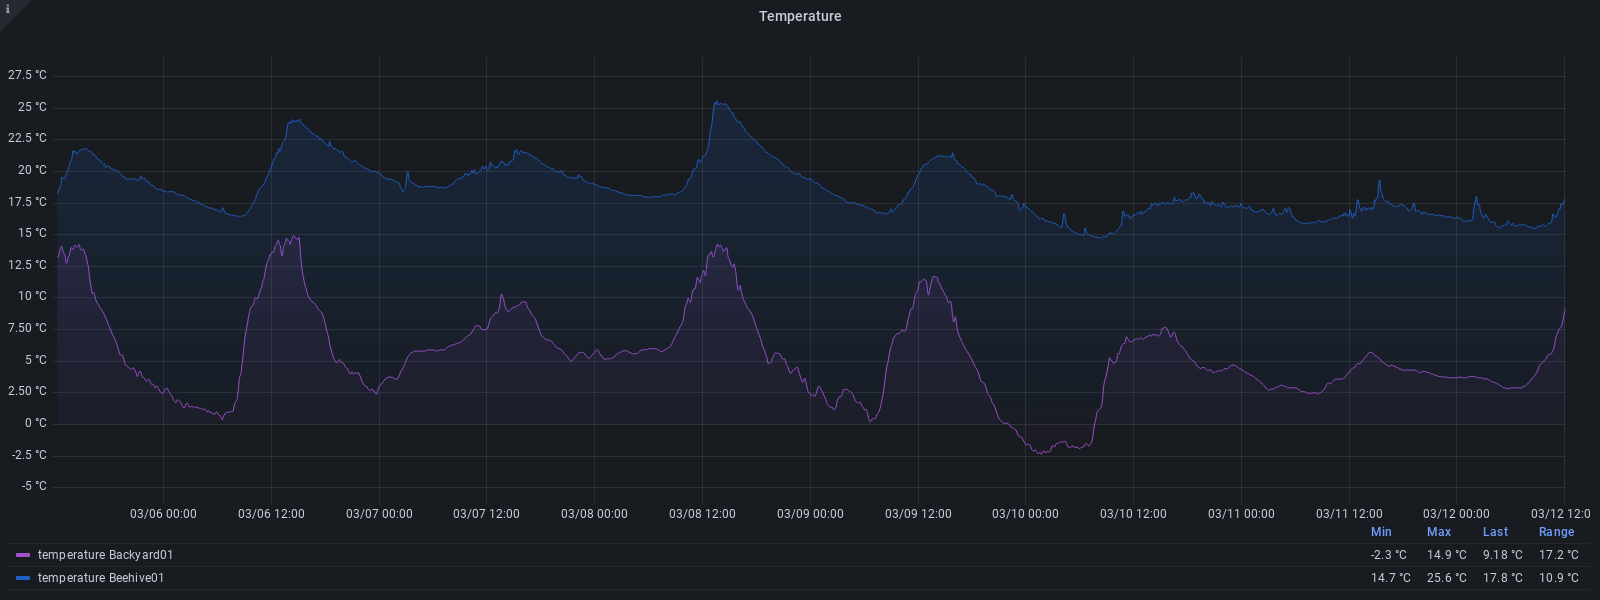 i
Temperature
27.5 °C
25 °C
22.5 °C
20 °C
17.5 °C
15 °C
12.5 °C
10 °C
7.50 °C
5 °C
2.50 °C
0 °C
-2.5 °C
-5 °C
03/06 00:00 03/06 12:00 03/07 00:00 03/07 12:00 03/08 00:00 03/08 12:00 03/09 00:00 03/09 12:00 03/10 00:00 03/10 12:00 03/11 00:00 03/11 12:00 03/12 00:00 03/12 12:0
Min Max Last Range
temperature Backyard01 -2.3 °C 14.9 °C 9.18 °C 17.2 °C
temperature Beehive01 14.7 °C 25.6 °C 17.8 °C 10.9 °C